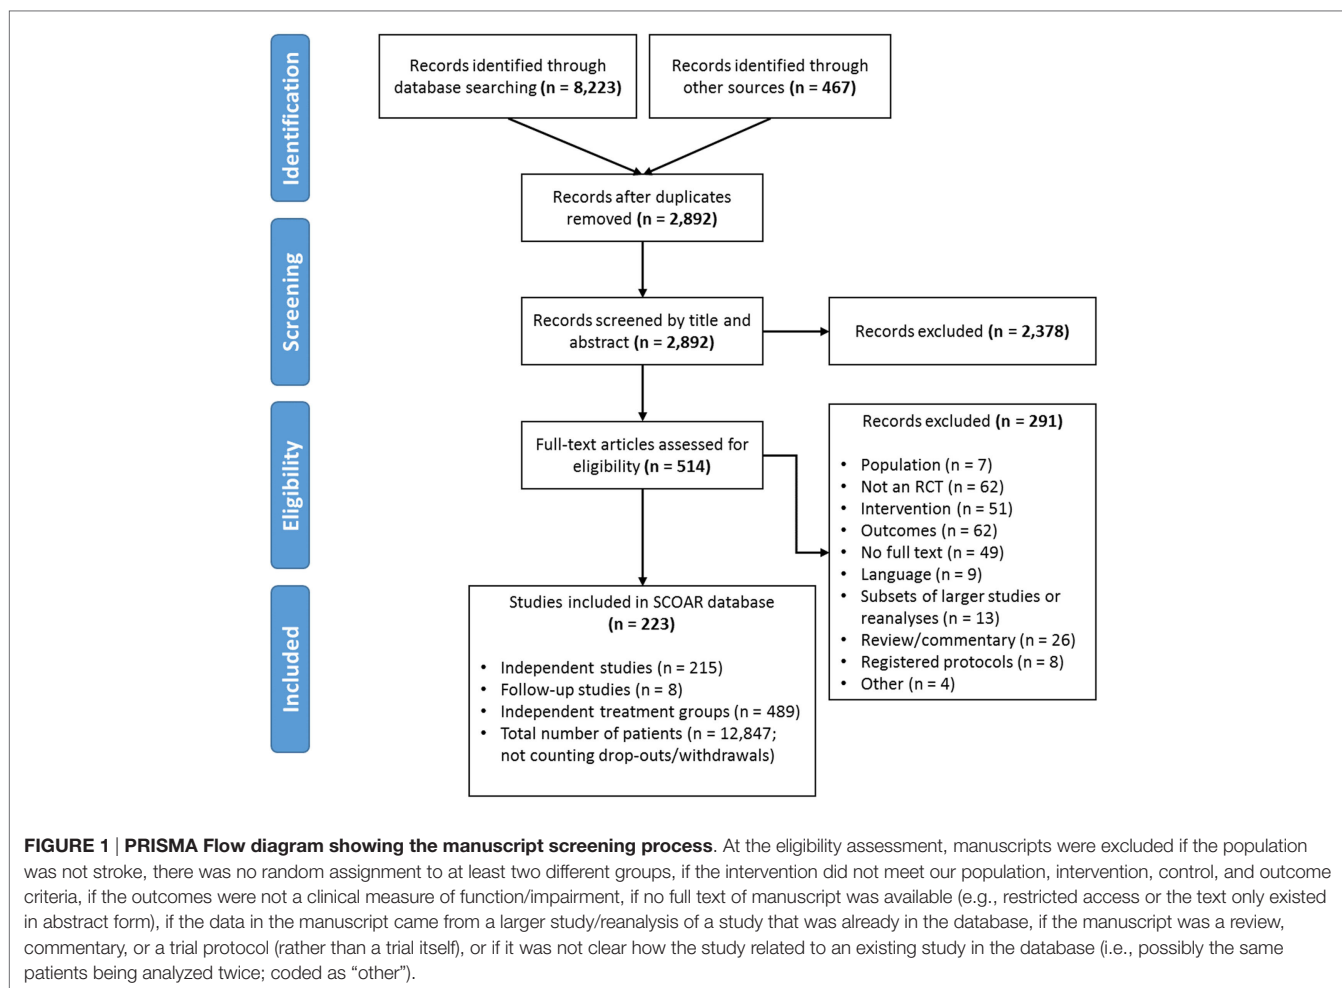 Identification
Records identified through
database searching (n = 8,223)
Records identified through
other sources (n = 467)
Records after duplicates
removed (n = 2,892)
Screening
Records screened by title and
abstract (n = 2,892)
Records excluded (n = 2,378)
Eligibility
Full-text articles assessed for
eligibility (n = 514)
Records excluded (n = 291)
• Population (n = 7)
• Not an RCT (n = 62)
• Intervention (n = 51)
• Outcomes (n = 62)
• No full text (n = 49)
• Language (n = 9)
• Subsets of larger studies or
reanalyses (n = 13)
• Review/commentary (n = 26)
• Registered protocols (n = 8)
• Other (n = 4)
Included
Studies included in SCOAR database
(n = 223)
• Independent studies (n = 215)
• Follow-up studies (n = 8)
• Independent treatment groups (n = 489)
• Total number of patients (n = 12,847;
not counting drop-outs/withdrawals)
FIGURE 1 | PRISMA Flow diagram showing the manuscript screening process. At the eligibility assessment, manuscripts were excluded if the population
was not stroke, there was no random assignment to at least two different groups, if the intervention did not meet our population, intervention, control, and outcome
criteria, if the outcomes were not a clinical measure of function/impairment, if no full text of manuscript was available (e.g., restricted access or the text only existed
in abstract form), if the data in the manuscript came from a larger study/reanalysis of a study that was already in the database, if the manuscript was a review,
commentary, or a trial protocol (rather than a trial itself), or if it was not clear how the study related to an existing study in the database (i.e., possibly the same
patients being analyzed twice; coded as “other”).